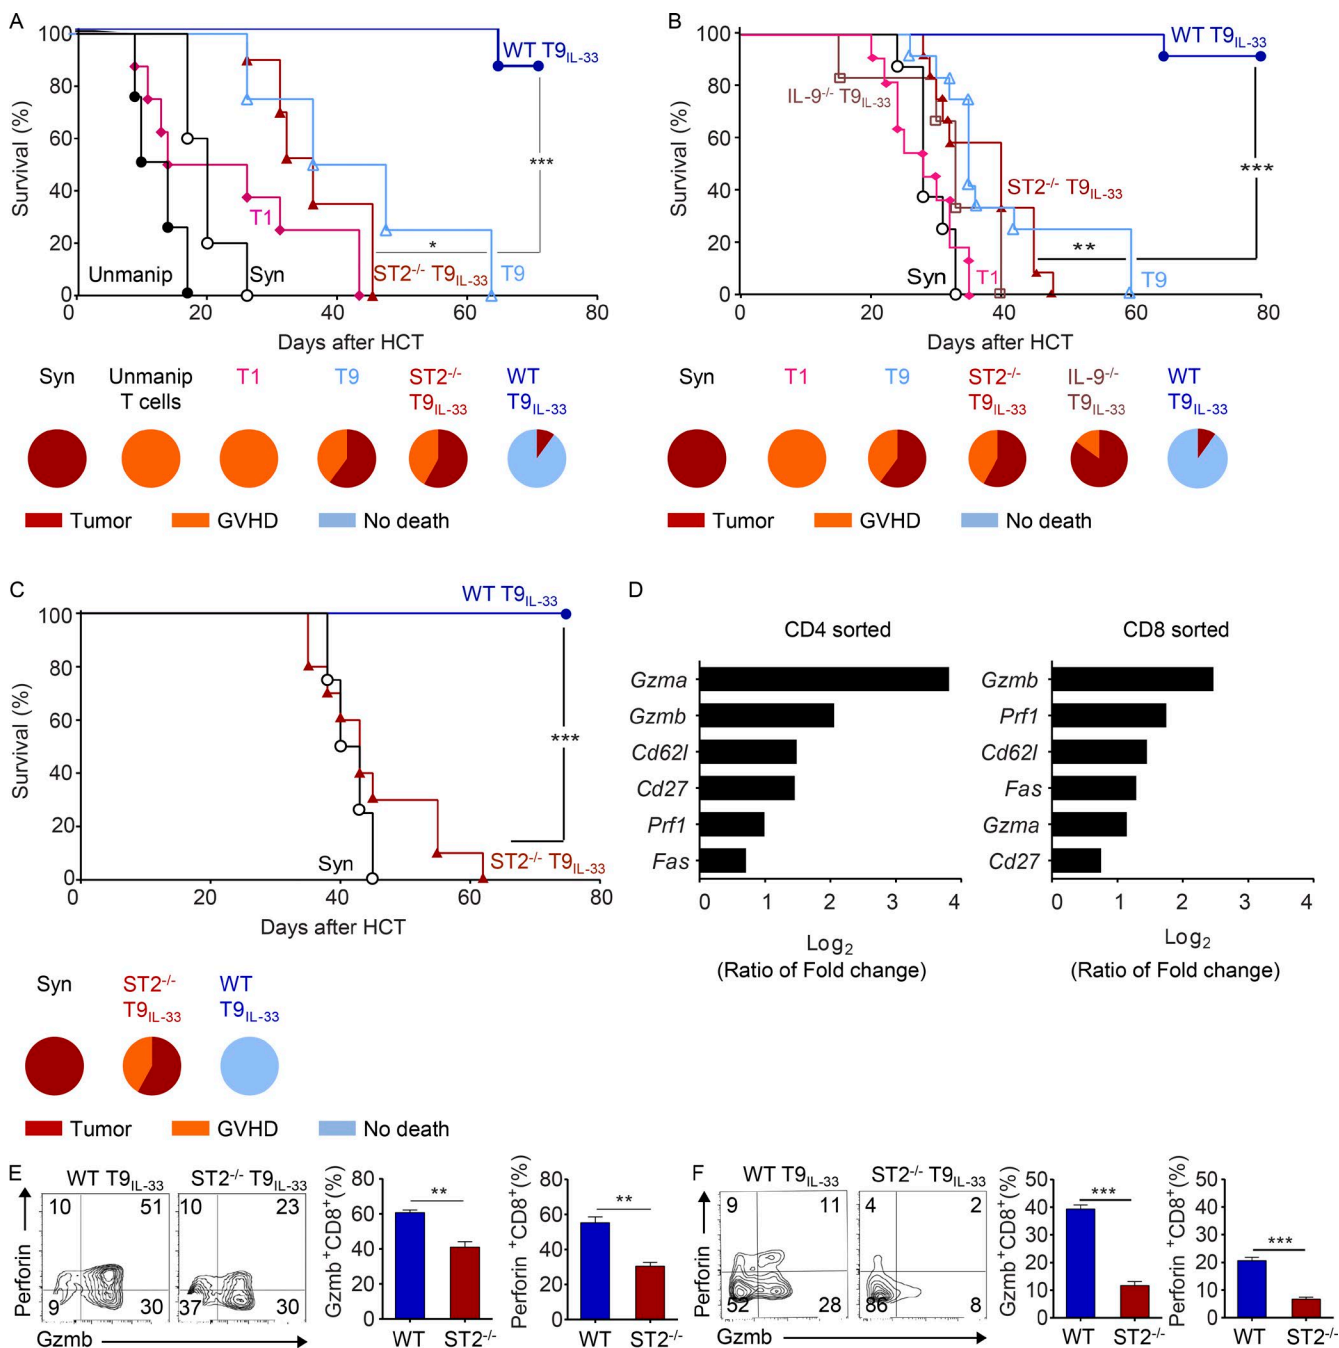 A
100
80
60
40
20
0
Survival (%)
WT T9IL-33
***
*
T1
Unmanip
Syn
ST2-/- T9IL-33
T9
20
40
60
80
Days after HCT
Syn
Unmanip
T cells
T1
T9
ST2-/-
T9IL-33
WT
T9IL-33
Tumor
GVHD
No death
B
100
80
60
40
20
0
Survival (%)
WT T9IL-33
IL-9-/- T9IL-33
***
ST2-/- T9IL-33
**
Syn
T1
T9
0
20
40
60
80
Days after HCT
Syn
T1
T9
ST2-/-
T9IL-33
IL-9-/-
T9IL-33
WT
T9IL-33
Tumor
GVHD
No death
C
100
80
60
40
20
0
Survival (%)
WT T9IL-33
***
Syn
ST2-/- T9IL-33
0
20
40
60
80
Days after HCT
Syn
ST2-/-
T9IL-33
WT
T9IL-33
Tumor
GVHD
No death
D
CD4 sorted
Gzma
Gzmb
Cd62l
Cd27
Prf1
Fas
0 1 2 3 4
Log2
(Ratio of Fold change)
CD8 sorted
Gzmb
Prf1
Cd62l
Fas
Gzma
Cd27
0 1 2 3 4
Log2
(Ratio of Fold change)
E
WT T9IL-33
ST2-/- T9IL-33
10 51
9 30
10 23
37 30
Perforin
Gzmb
Gzmb+CD8+(%)
80
60
40
20
0
**
WT ST2-/-
Perforin +CD8+(%)
80
60
40
20
0
**
WT ST2-/-
F
WT T9IL-33
ST2-/- T9IL-33
9 11
52 28
4 2
86 8
Perforin
Gzmb
Gzmb+CD8+(%)
50
40
30
20
10
0
***
WT ST2-/-
Perforin +CD8+(%)
50
40
30
20
10
0
***
WT ST2-/-